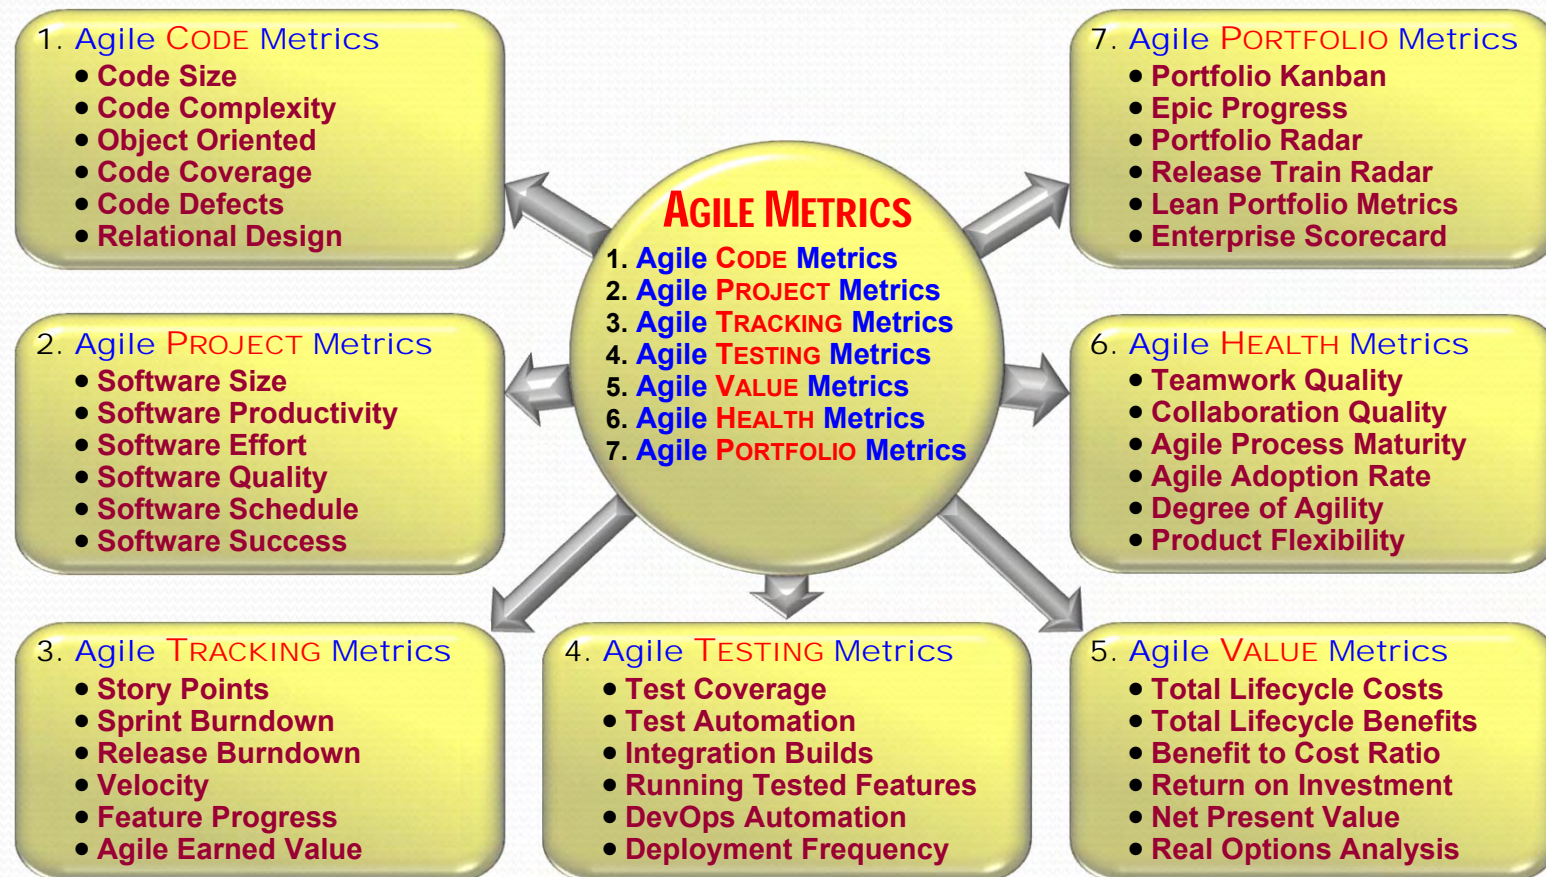 1. Agile CODE Metrics
• Code Size
• Code Complexity
• Object Oriented
• Code Coverage
• Code Defects
• Relational Design
2. Agile PROJECT Metrics
• Software Size
• Software Productivity
• Software Effort
• Software Quality
• Software Schedule
• Software Success
3. Agile TRACKING Metrics
• Story Points
• Sprint Burndown
• Release Burndown
• Velocity
• Feature Progress
• Agile Earned Value
AGILE METRICS
1. Agile CODE Metrics
2. Agile PROJECT Metrics
3. Agile TRACKING Metrics
4. Agile TESTING Metrics
5. Agile VALUE Metrics
6. Agile HEALTH Metrics
7. Agile PORTFOLIO Metrics
4. Agile TESTING Metrics
• Test Coverage
• Test Automation
• Integration Builds
• Running Tested Features
• DevOps Automation
• Deployment Frequency
7. Agile PORTFOLIO Metrics
• Portfolio Kanban
• Epic Progress
• Portfolio Radar
• Release Train Radar
• Lean Portfolio Metrics
• Enterprise Scorecard
6. Agile HEALTH Metrics
• Teamwork Quality
• Collaboration Quality
• Agile Process Maturity
• Agile Adoption Rate
• Degree of Agility
• Product Flexibility
5. Agile VALUE Metrics
• Total Lifecycle Costs
• Total Lifecycle Benefits
• Benefit to Cost Ratio
• Return on Investment
• Net Present Value
• Real Options Analysis